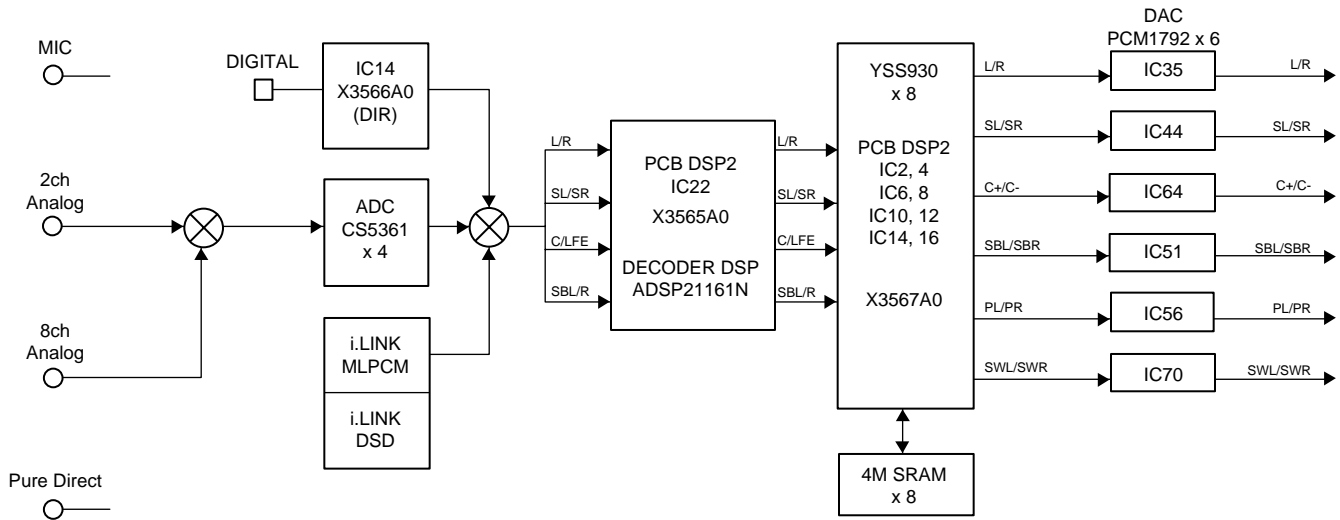 MIC
2ch
Analog
8ch
Analog
Pure Direct
DIGITAL
IC14
X3566A0
(DIR)
ADC
CS5361
x 4
i.LINK
MLPCM
i.LINK
DSD
L/R
SL/SR
C/LFE
SBL/R
PCB DSP2
IC22
X3565A0
DECODER DSP
ADSP21161N
L/R
SL/SR
C/LFE
SBL/R
YSS930
x 8
PCB DSP2
IC2, 4
IC6, 8
IC10, 12
IC14, 16
X3567A0
4M SRAM
x 8
DAC
PCM1792 x 6
L/R
IC35
L/R
SL/SR
IC44
SL/SR
C+/C-
IC64
C+/C-
SBL/SBR
IC51
SBL/SBR
PL/PR
IC56
PL/PR
SWL/SWR
IC70
SWL/SWR